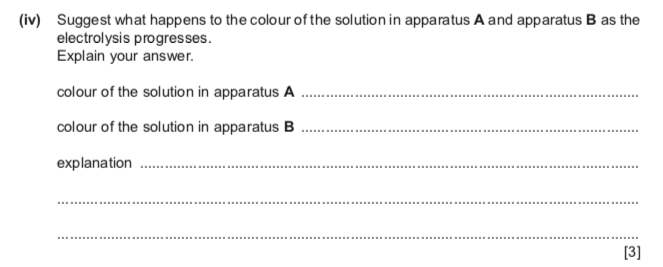 (iv) Suggest what happens to the colour of the solution in apparatus A and apparatus B as the
electrolysis progresses.
Explain your answer.
colour of the solution in apparatus A ................................................................
colour of the solution in apparatus B ................................................................
explanation ................................................................
................................................................
................................................................
[3]